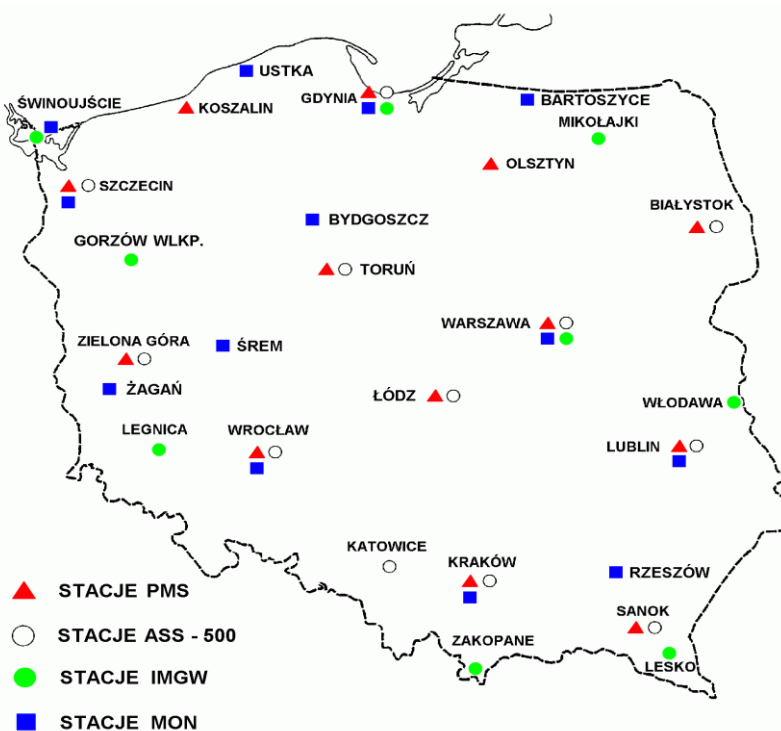 USTKA
ŚWINOUJŚCIE
KOSZALIN
GDYNIA
BARTOSZYCE
MIKOŁAJKI
OLSZTYN
SZCZECIN
BIAŁYSTOK
BYDGOSZCZ
GORZÓW WLKP.
TORUŃ
WARSZAWA
ZIELONA GÓRA
ŚREM
ŻAGAŃ
ŁÓDZ
WŁODAWA
LEGNICA
WROCŁAW
LUBLIN
KATOWICE
KRAKÓW
RZESZÓW
SANOK
ZAKOPANE
LESKO
STACJE PMS
STACJE ASS - 500
STACJE IMGW
STACJE MON